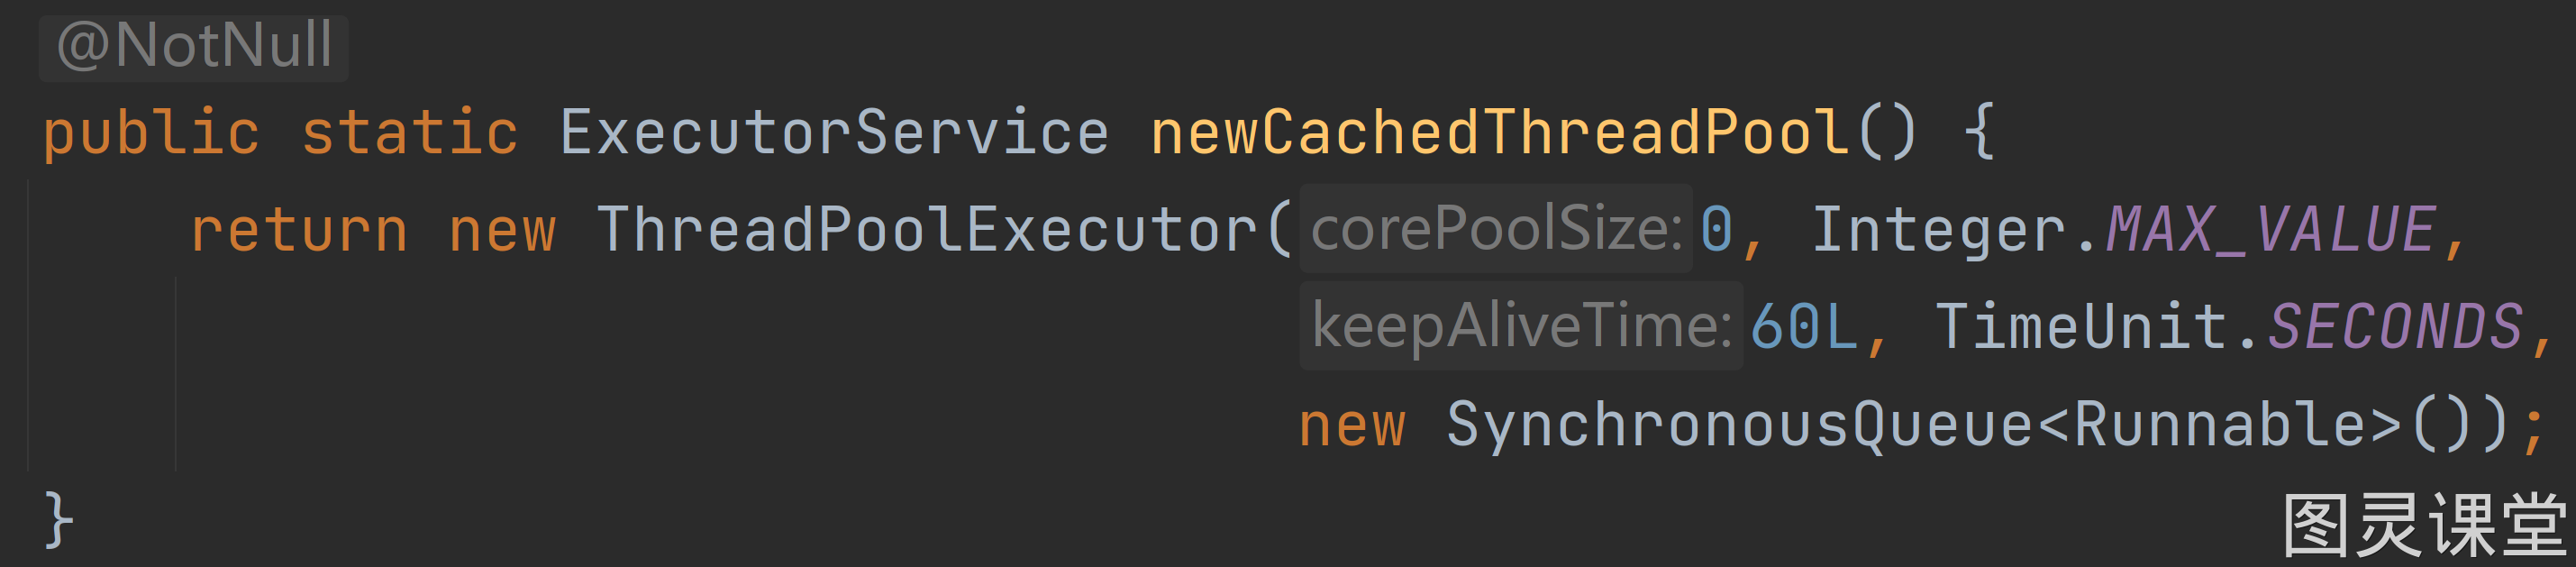 @NotNull
public static ExecutorService newCachedThreadPool() {
return new ThreadPoolExecutor(corePoolSize: 0, Integer.MAX_VALUE,
keepAliveTime: 60L, TimeUnit.SECONDS,
new SynchronousQueue<Runnable>());
}
图灵课堂